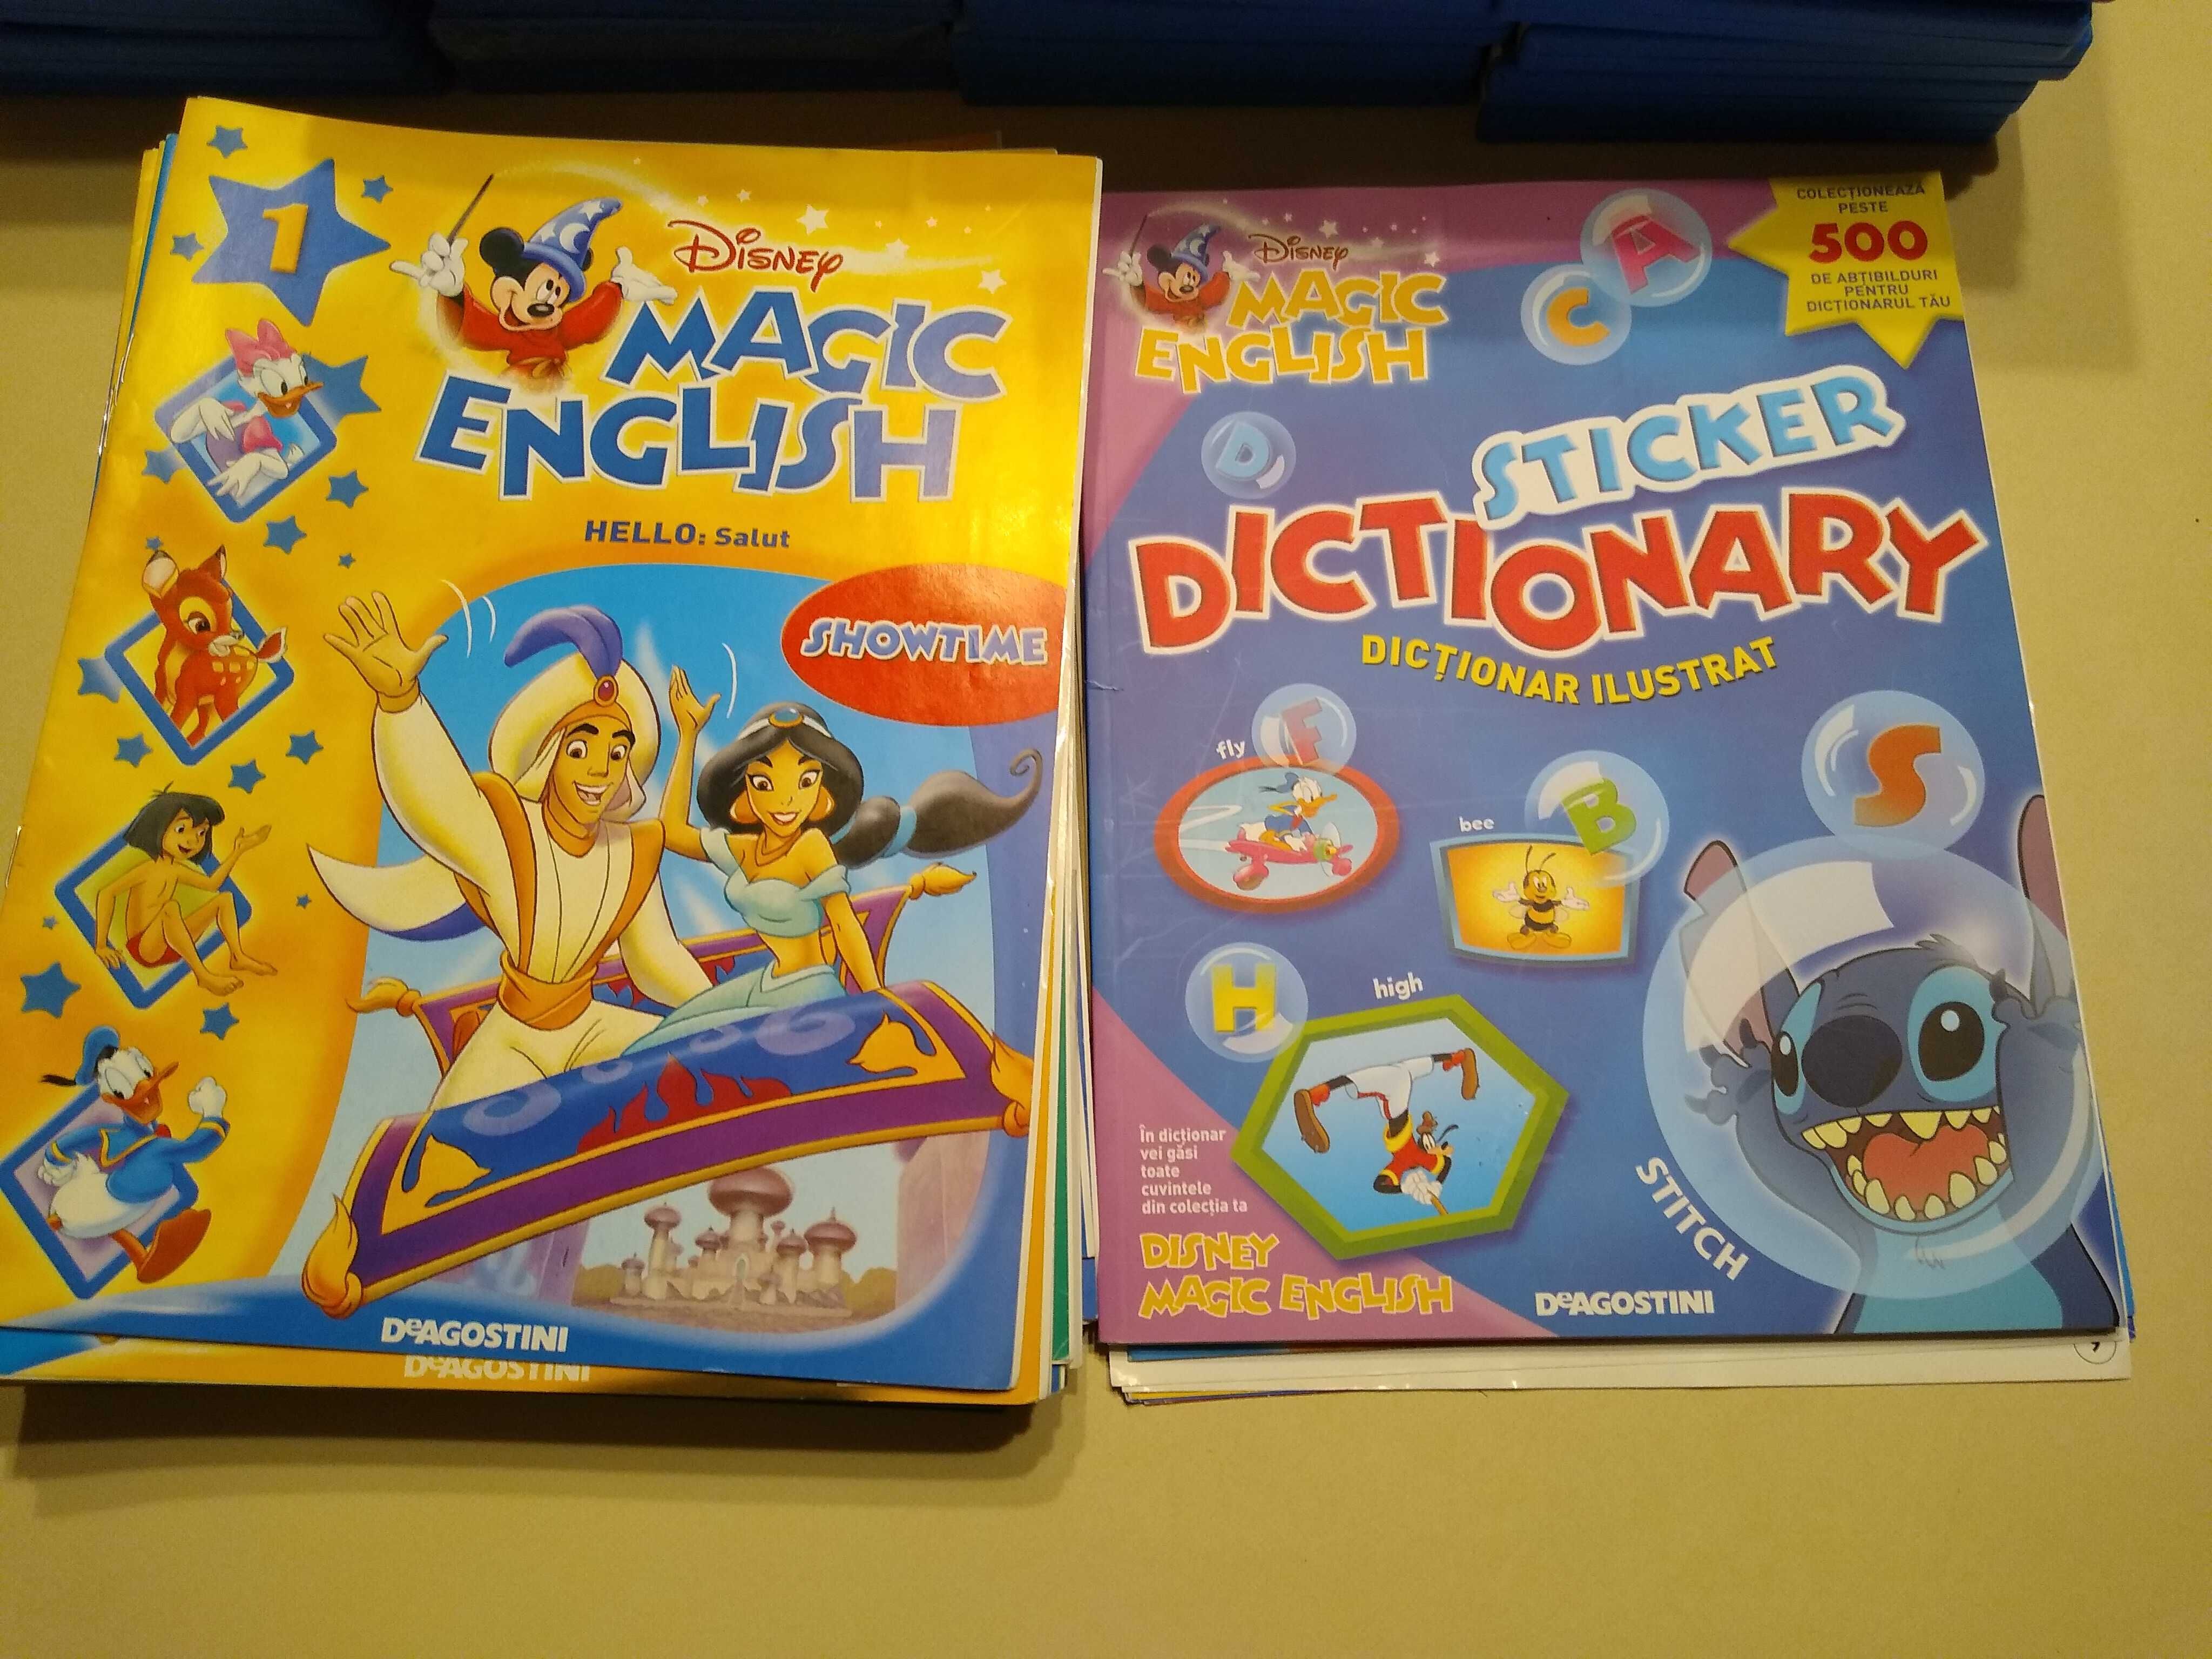 1
DISNEY
MAGIC
ENGLISH
HELLO: Salut
SHOWTIME
DeAGOSTINI
DeAGOSTINI
DISNEY
MAGIC
ENGLISH
A
C
D
COLECȚIONEAZĂ
PESTE
500
DE ABȚIBILDURI
PENTRU
DICȚIONARUL TĂU
STICKER
DICTIONARY
DICȚIONAR ILUSTRAT
fly
F
bee
B
S
H
high
STITCH
În dicționar
vei găsi
toate
cuvintele
din colecția ta
DISNEY
MAGIC ENGLISH
DeAGOSTINI